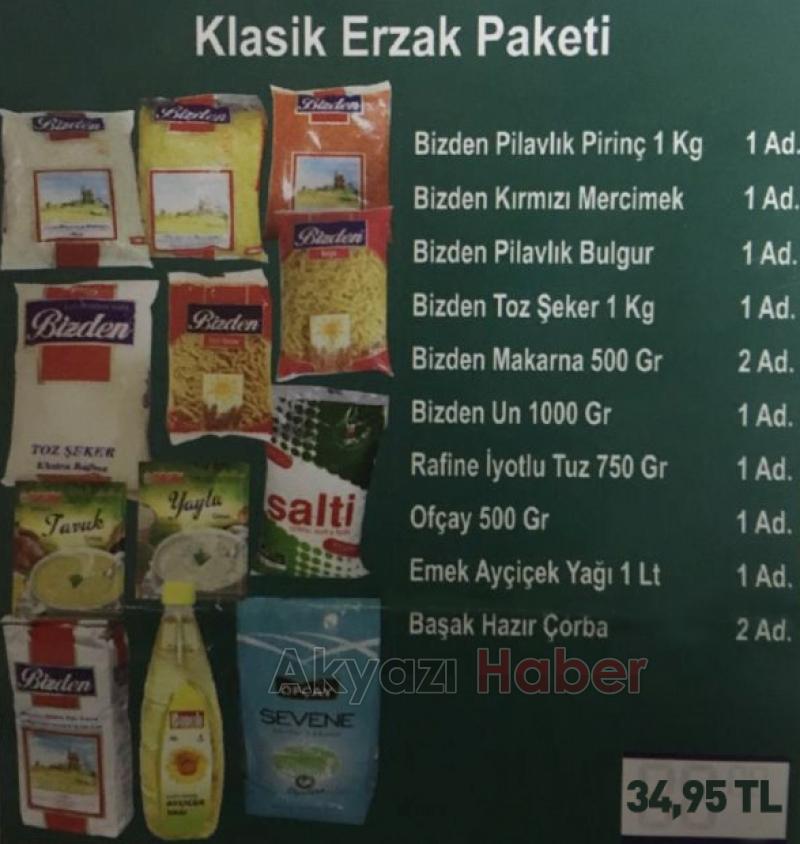 Klasik Erzak Paketi
Bizden Pilavlık Pirinç 1 Kg 1 Ad.
Bizden Kırmızı Mercimek 1 Ad.
Bizden Pilavlık Bulgur 1 Ad.
Bizden Toz Şeker 1 Kg 1 Ad.
Bizden Makarna 500 Gr 2 Ad.
Bizden Un 1000 Gr 1 Ad.
Rafine İyotlu Tuz 750 Gr 1 Ad.
Ofçay 500 Gr 1 Ad.
Emek Ayçiçek Yağı 1 Lt 1 Ad.
Başak Hazır Çorba 2 Ad.
Bizden
Bizden
Bizden
Bizden
Bizden
TOZ ŞEKER
Bizden
salti
Tavuk
Yayla
Bizden
AYÇİÇEK
YAĞI
OFÇAY
SEVENE
Akyazı Haber
34,95 TL